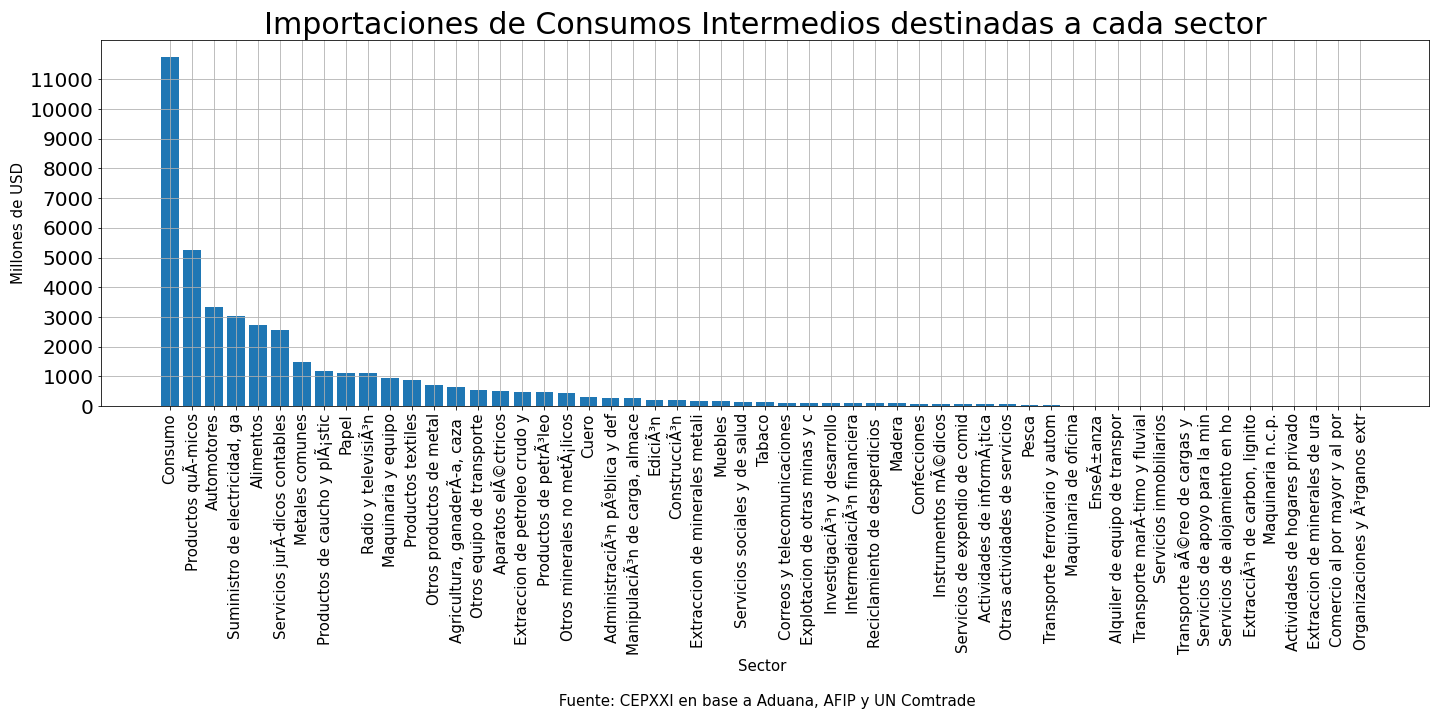 Importaciones de Consumos Intermedios destinadas a cada sector
11000
10000
9000
8000
7000
6000
5000
4000
3000
2000
1000
0
Millones de USD
Consumo
Productos quÃ-micos
Automotores
Suministro de electricidad, ga
Alimentos
Servicios jurÃ-dicos contables
Metales comunes
Productos de caucho y plÃ¡stic
Papel
Radio y televisiÃ³n
Maquinaria y equipo
Productos textiles
Otros productos de metal
Agricultura, ganaderÃ-a, caza
Otros equipo de transporte
Aparatos elÃ©ctricos
Extraccion de petroleo crudo y
Productos de petrÃ³leo
Otros minerales no metÃ¡licos
Cuero
AdministraciÃ³n pÃºblica y def
ManipulaciÃ³n de carga, almace
EdiciÃ³n
ConstrucciÃ³n
Extraccion de minerales metali
Muebles
Servicios sociales y de salud
Tabaco
Correos y telecomunicaciones
Explotacion de otras minas y c
InvestigaciÃ³n y desarrollo
IntermediaciÃ³n financiera
Reciclamiento de desperdicios
Madera
Confecciones
Instrumentos mÃ©dicos
Servicios de expendio de comid
Actividades de informÃ¡tica
Otras actividades de servicios
Pesca
Transporte ferroviario y autom
Maquinaria de oficina
EnseÃ±anza
Alquiler de equipo de transpor
Transporte marÃ-timo y fluvial
Servicios inmobiliarios
Transporte aÃ©reo de cargas y
Servicios de apoyo para la min
Servicios de alojamiento en ho
ExtracciÃ³n de carbon, lignito
Maquinaria n.c.p.
Actividades de hogares privado
Extraccion de minerales de ura
Comercio al por mayor y al por
Organizaciones y Ã³rganos extr
Sector
Fuente: CEPXXI en base a Aduana, AFIP y UN Comtrade